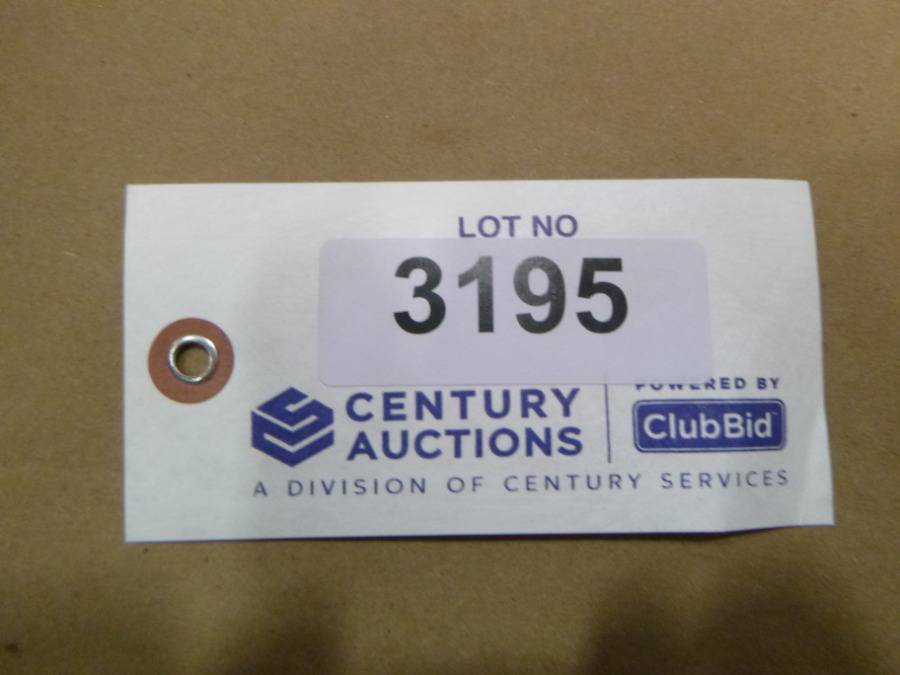 LOT NO
3195
CENTURY
AUCTIONS
POWERED BY
ClubBid
A DIVISION OF CENTURY SERVICES